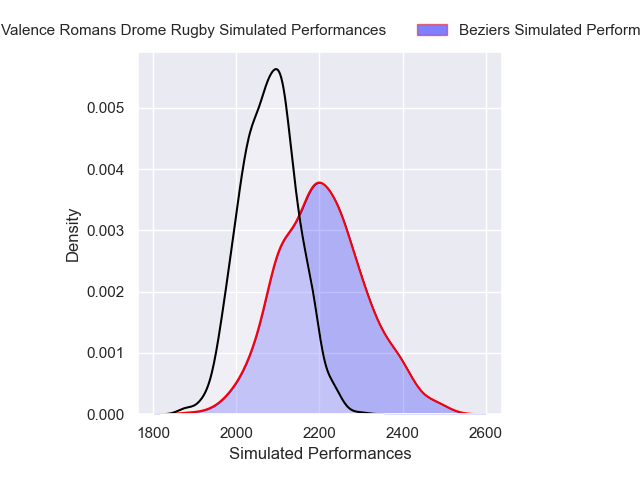 Valence Romans Drome Rugby Simulated Performances
Beziers Simulated Perform
0.005
0.004
0.003
0.002
0.001
0.000
Density
1800 2000 2200 2400 2600
Simulated Performances